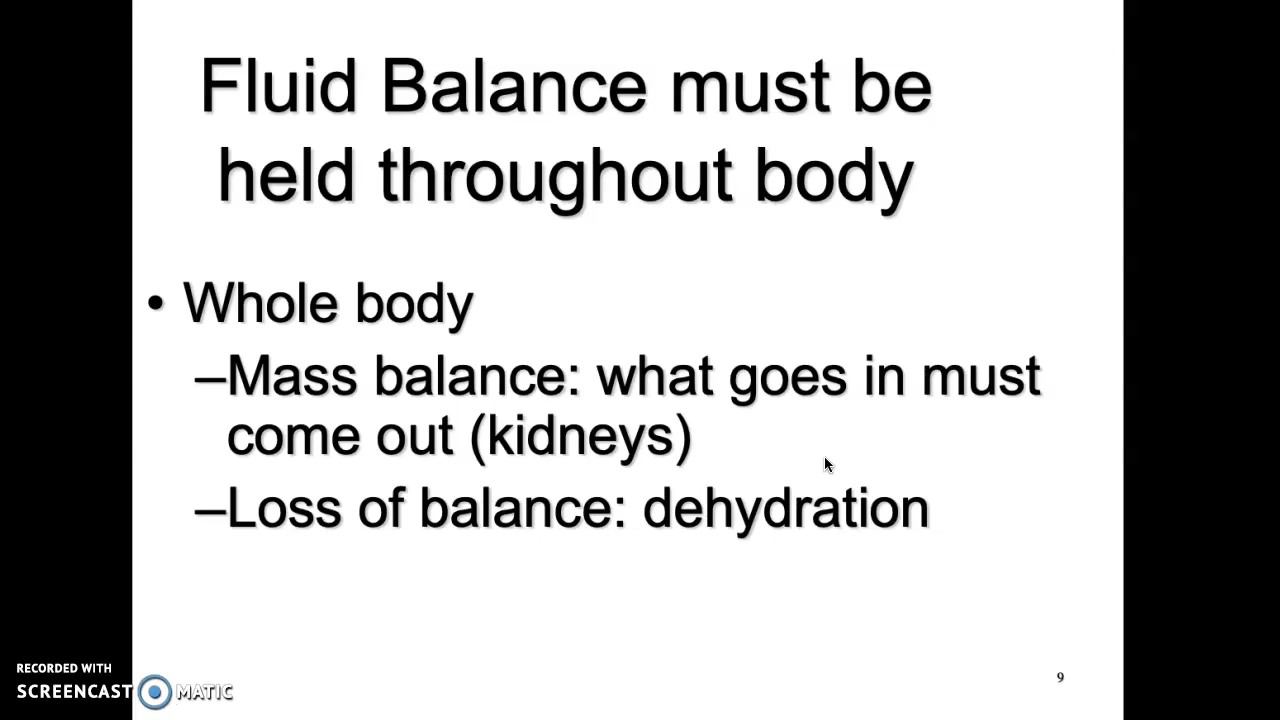 Fluid Balance must be
held throughout body
• Whole body
–Mass balance: what goes in must
come out (kidneys)
–Loss of balance: dehydration
9
RECORDED WITH
SCREENCAST MATIC